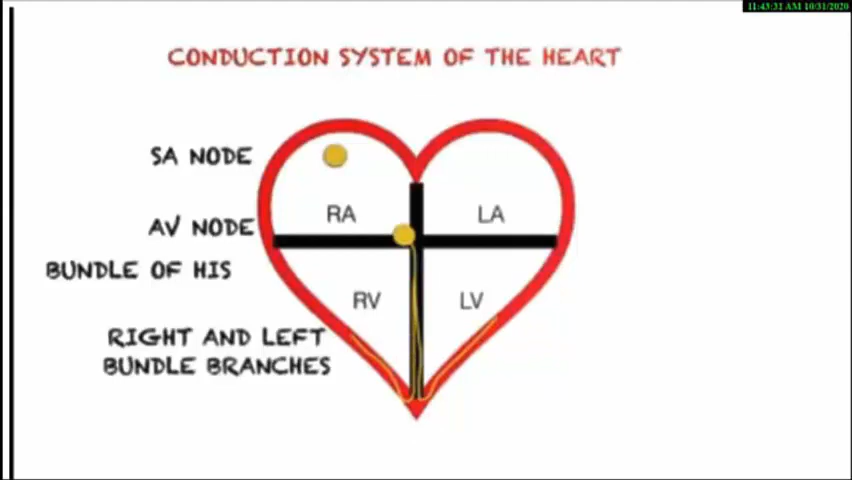 11:43:32 AM 10/31/2020
CONDUCTION SYSTEM OF THE HEART
SA NODE
RA
LA
AV NODE
BUNDLE OF HIS
RV
LV
RIGHT AND LEFT
BUNDLE BRANCHES